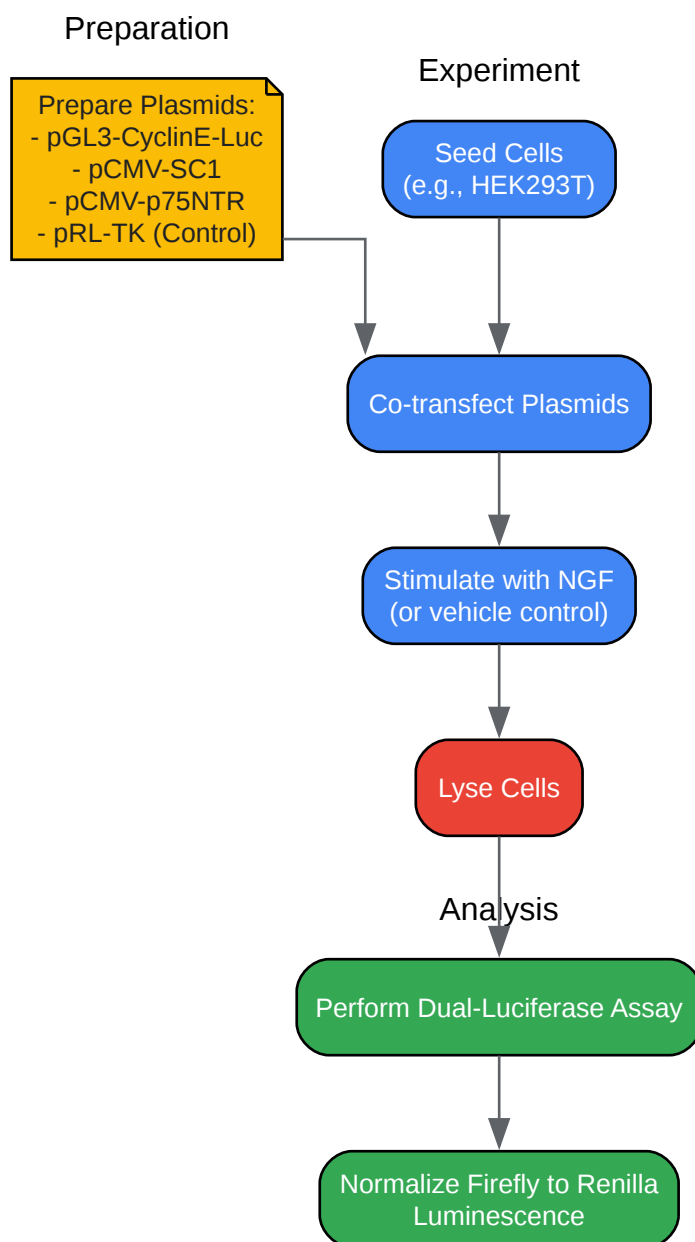 Preparation
Prepare Plasmids:
- pGL3-CyclinE-Luc
- pCMV-SC1
- pCMV-p75NTR
- pRL-TK (Control)
Experiment
Seed Cells
(e.g., HEK293T)
Co-transfect Plasmids
Stimulate with NGF
(or vehicle control)
Lyse Cells
Analysis
Perform Dual-Luciferase Assay
Normalize Firefly to Renilla
Luminescence